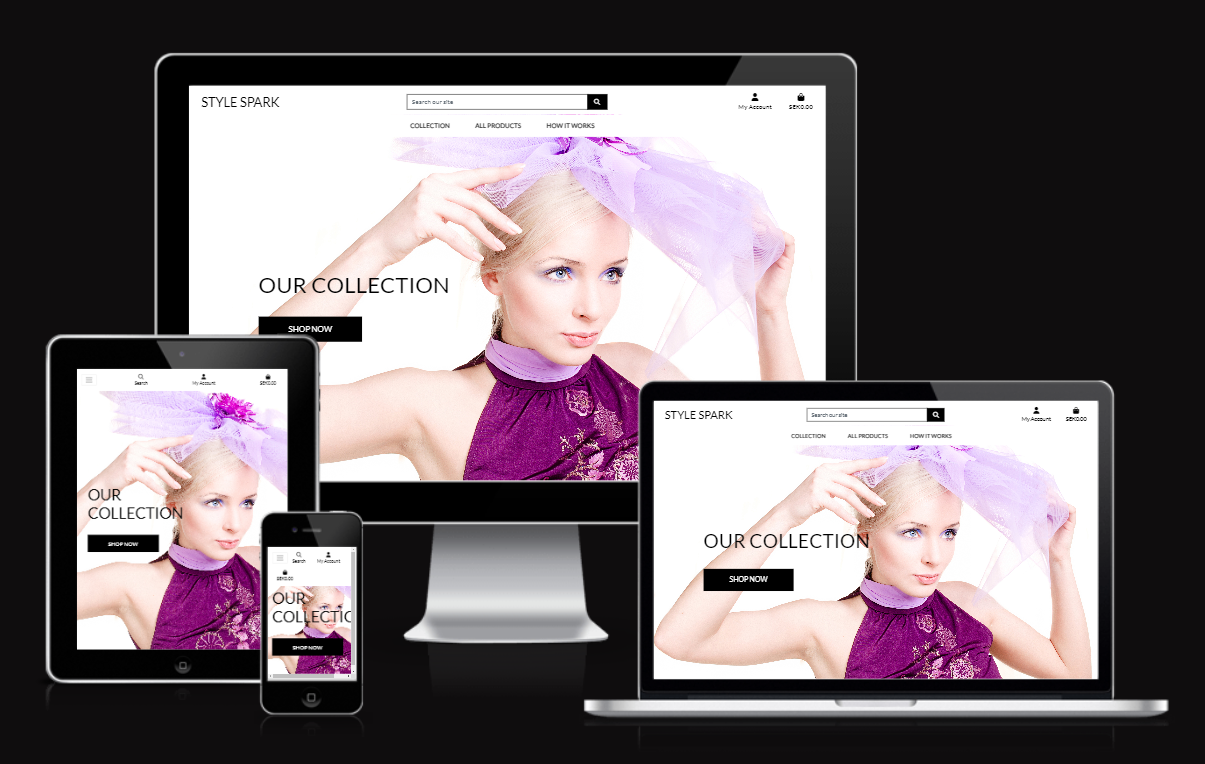 STYLE SPARK
Search our site
My Account
SEK0.00
COLLECTION ALL PRODUCTS HOW IT WORKS
OUR COLLECTION
SHOP NOW
Search
My Account
SEK0.00
OUR
COLLECTION
SHOP NOW
Search
My Account
SEK0.00
OUR
COLLECTIO
SHOP NOW
STYLE SPARK
Search our site
My Account
SEK0.00
COLLECTION ALL PRODUCTS HOW IT WORKS
OUR COLLECTION
SHOP NOW